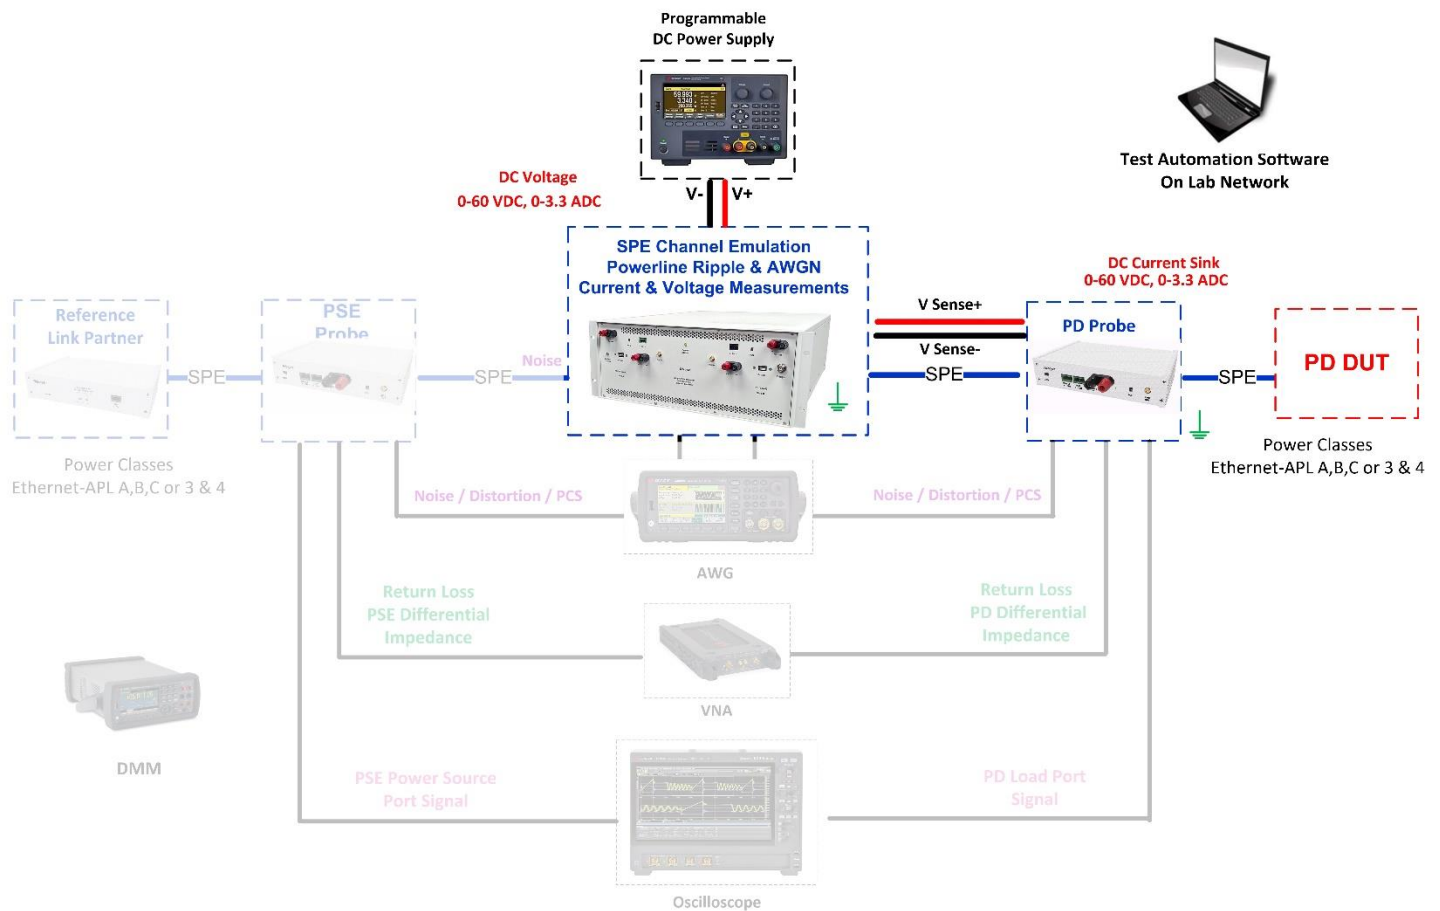 Programmable
DC Power Supply
V-
V+
DC Voltage
0-60 VDC, 0-3.3 ADC
Test Automation Software
On Lab Network
SPE Channel Emulation
Powerline Ripple & AWGN
Current & Voltage Measurements
DC Current Sink
0-60 VDC, 0-3.3 ADC
Reference
Link Partner
SPE
PSE
Probe
Noise
SPE
V Sense+
V Sense-
SPE
PD Probe
SPE
PD DUT
Power Classes
Ethernet-APL A,B,C or 3 & 4
Power Classes
Ethernet-APL A,B,C or 3 & 4
Noise / Distortion / PCS
Noise / Distortion / PCS
AWG
Return Loss
PSE Differential
Impedance
Return Loss
PD Differential
Impedance
VNA
DMM
PSE Power Source
Port Signal
PD Load Port
Signal
Oscilloscope